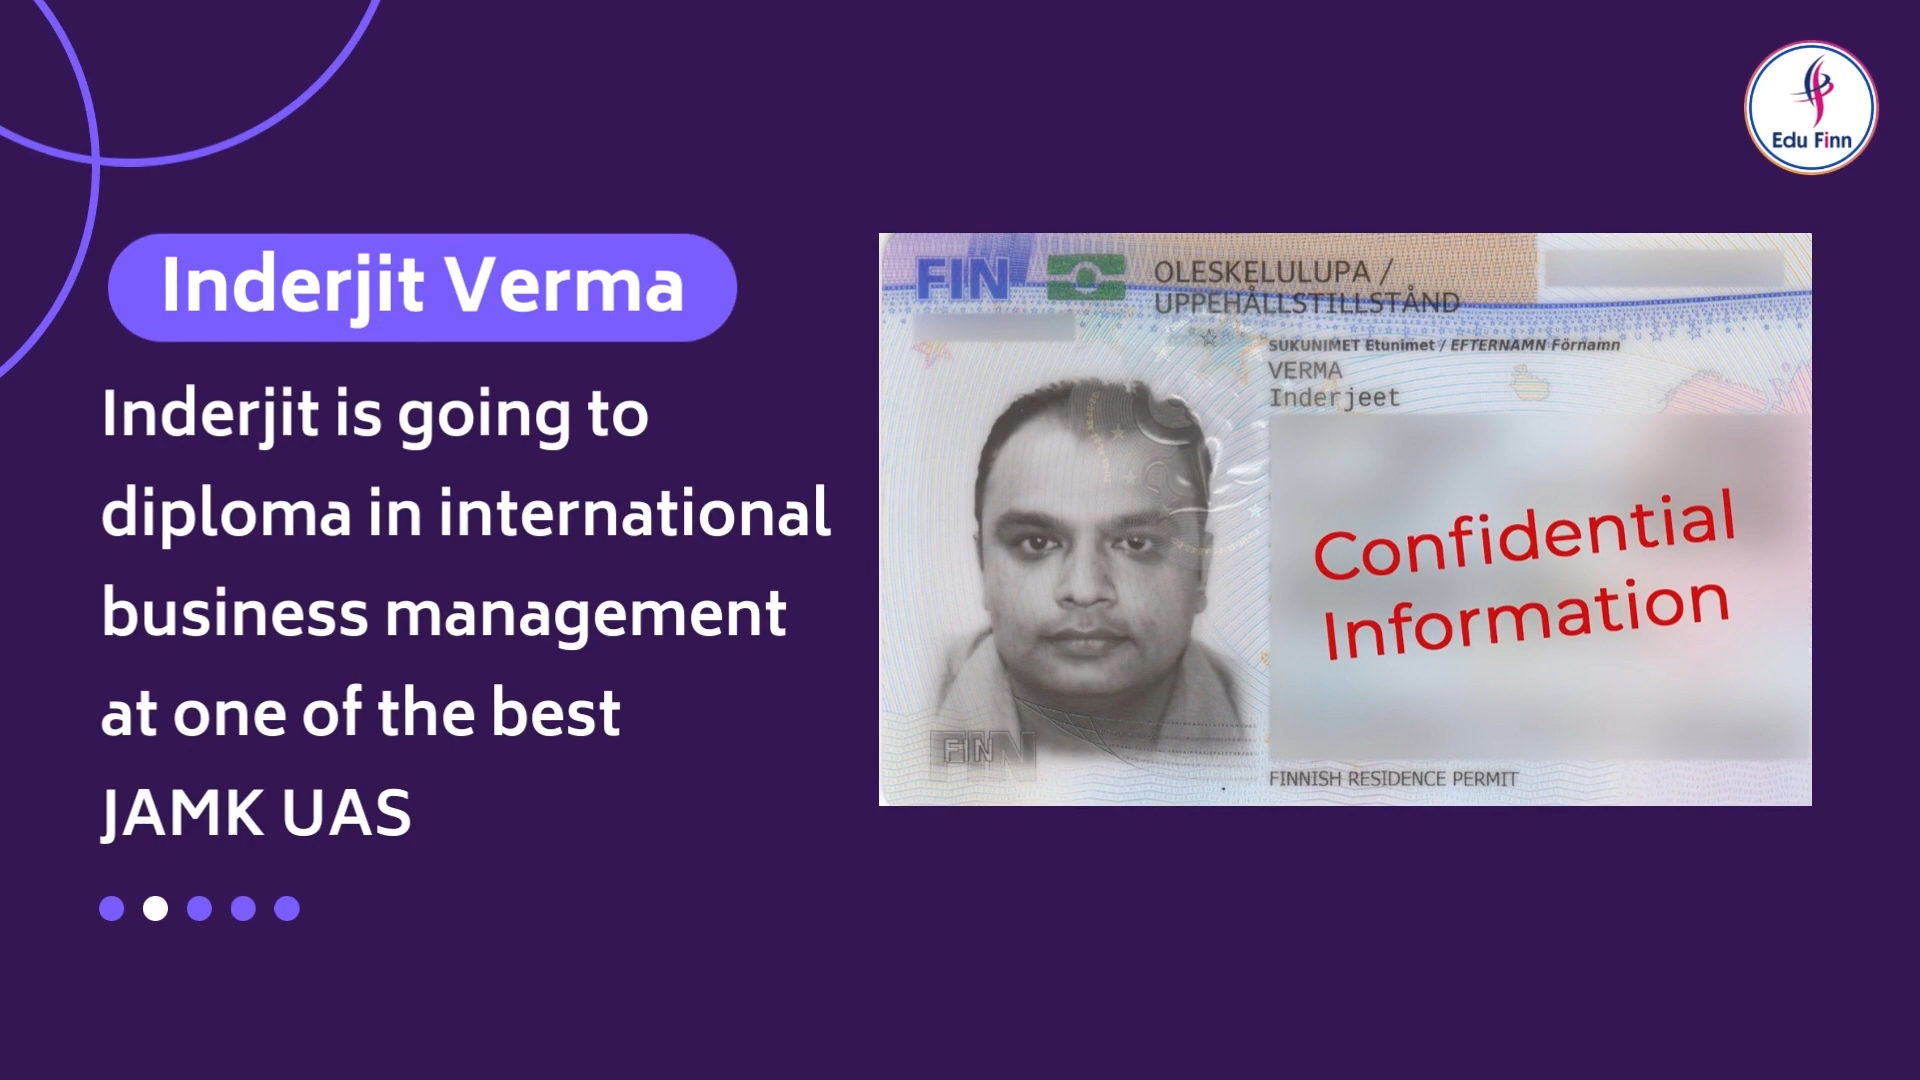 Edu Finn
Inderjit Verma
Inderjit is going to
diploma in international
business management
at one of the best
JAMK UAS
FIN
OLESKELULUPA /
UPPEHÅLLSTILLSTÅND
SUKUNIMET Etunimet / EFTERNAMN Förnamn
VERMA
Inderjeet
Confidential
Information
FIN
FINNISH RESIDENCE PERMIT